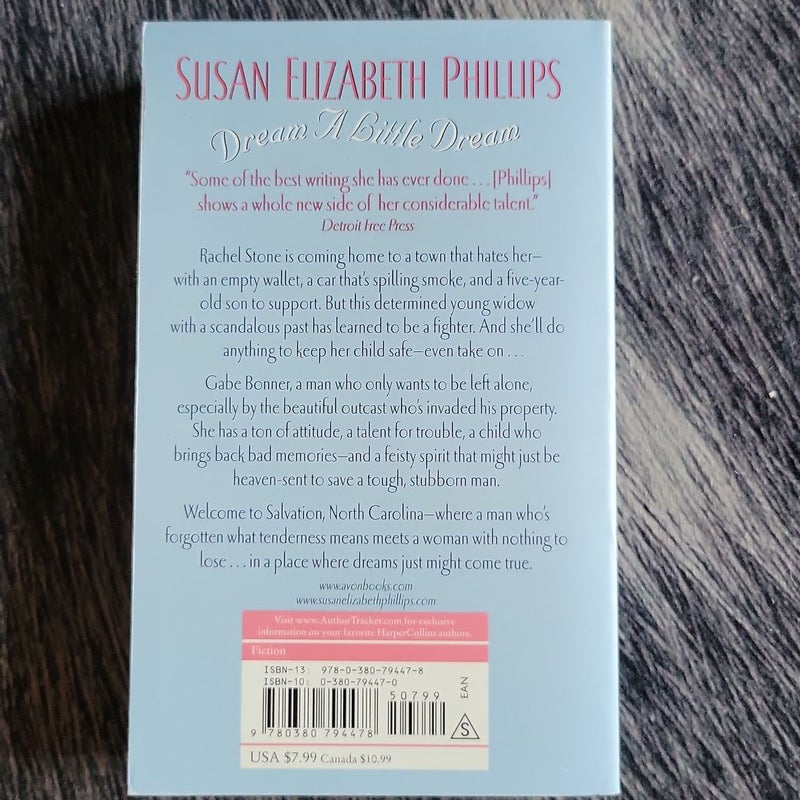 SUSAN ELIZABETH PHILLIPS
Dream A Little Dream
“Some of the best writing she has ever done . . . [Phillips]
shows a whole new side of her considerable talent.”
Detroit Free Press
Rachel Stone is coming home to a town that hates her—
with an empty wallet, a car that’s spilling smoke, and a five-year-
old son to support. But this determined young widow
with a scandalous past has learned to be a fighter. And she’ll do
anything to keep her child safe—even take on . . .
Gabe Bonner, a man who only wants to be left alone,
especially by the beautiful outcast who’s invaded his property.
She has a ton of attitude, a talent for trouble, a child who
brings back bad memories—and a feisty spirit that might just be
heaven-sent to save a tough, stubborn man.
Welcome to Salvation, North Carolina—where a man who’s
forgotten what tenderness means meets a woman with nothing to
lose . . . in a place where dreams just might come true.
www.avonbooks.com
www.susanelizabethphillips.com
Visit www.AuthorTracker.com for exclusive
information on your favorite HarperCollins authors.
Fiction
ISBN-13: 978-0-380-79447-8
ISBN-10: 0-380-79447-0
50799
EAN
9 780380 794478
S
USA $7.99 Canada $10.99